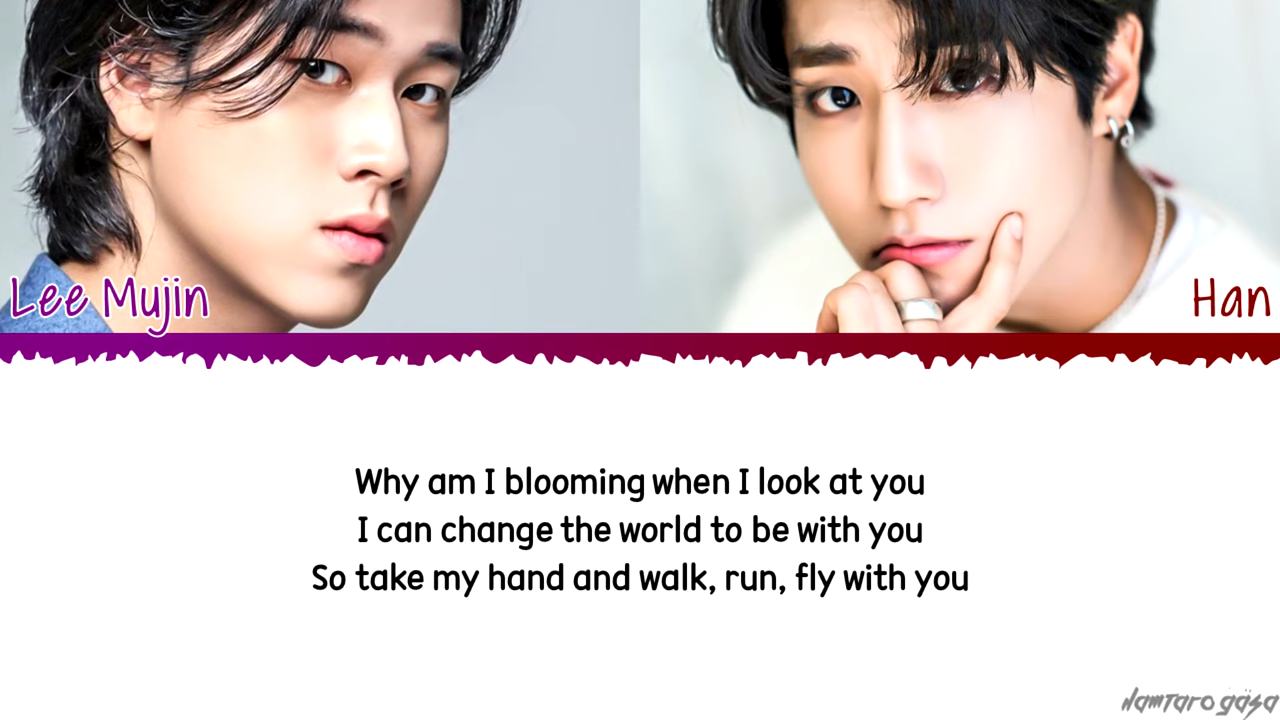 Lee Mujin
Han
Why am I blooming when I look at you
I can change the world to be with you
So take my hand and walk, run, fly with you
Namtaro gäsa